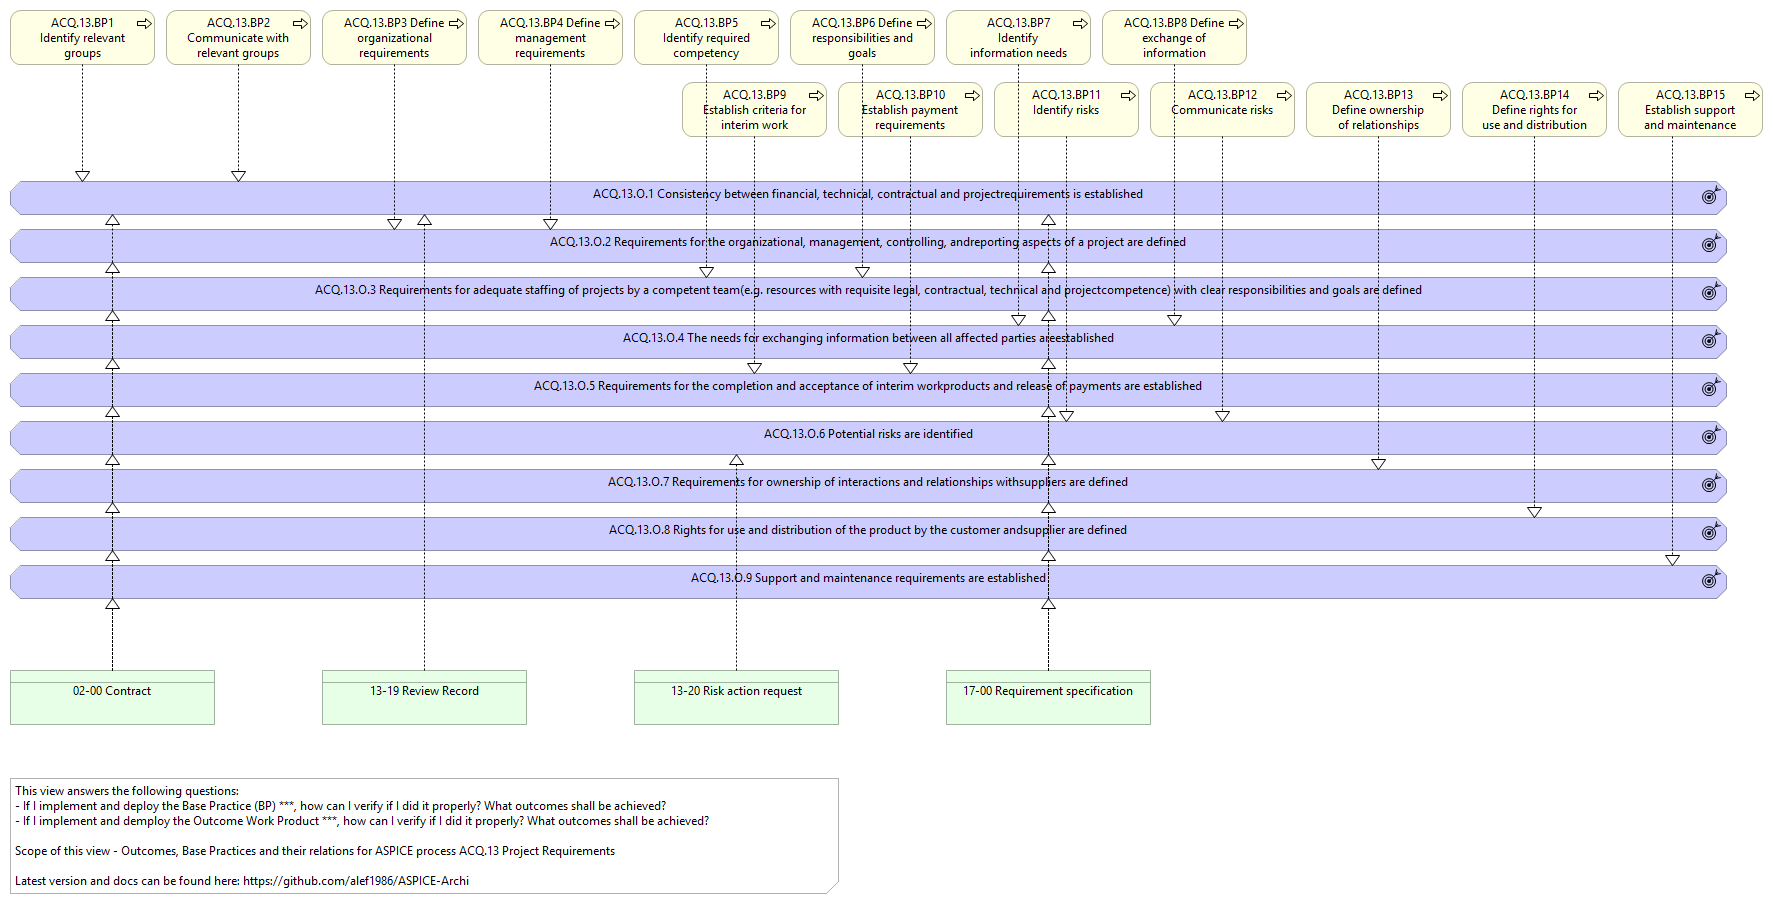 ACQ.13.BP1
Identify relevant
groups
ACQ.13.BP2
Communicate with
relevant groups
ACQ.13.BP3 Define
organizational
requirements
ACQ.13.BP4 Define
management
requirements
ACQ.13.BP5
Identify required
competency
ACQ.13.BP6 Define
responsibilities and
goals
ACQ.13.BP7
Identify
information needs
ACQ.13.BP8 Define
exchange of
information
ACQ.13.BP9
Establish criteria for
interim work
ACQ.13.BP10
Establish payment
requirements
ACQ.13.BP11
Identify risks
ACQ.13.BP12
Communicate risks
ACQ.13.BP13
Define ownership
of relationships
ACQ.13.BP14
Define rights for
use and distribution
ACQ.13.BP15
Establish support
and maintenance
ACQ.13.O.1 Consistency between financial, technical, contractual and projectrequirements is established
ACQ.13.O.2 Requirements for the organizational, management, controlling, andreporting aspects of a project are defined
ACQ.13.O.3 Requirements for adequate staffing of projects by a competent team(e.g. resources with requisite legal, contractual, technical and projectcompetence) with clear responsibilities and goals are defined
ACQ.13.O.4 The needs for exchanging information between all affected parties areestablished
ACQ.13.O.5 Requirements for the completion and acceptance of interim workproducts and release of payments are established
ACQ.13.O.6 Potential risks are identified
ACQ.13.O.7 Requirements for ownership of interactions and relationships withsuppliers are defined
ACQ.13.O.8 Rights for use and distribution of the product by the customer andsupplier are defined
ACQ.13.O.9 Support and maintenance requirements are established
02-00 Contract
13-19 Review Record
13-20 Risk action request
17-00 Requirement specification
This view answers the following questions:
- If I implement and deploy the Base Practice (BP) ***, how can I verify if I did it properly? What outcomes shall be achieved?
- If I implement and demploy the Outcome Work Product ***, how can I verify if I did it properly? What outcomes shall be achieved?
Scope of this view - Outcomes, Base Practices and their relations for ASPICE process ACQ.13 Project Requirements
Latest version and docs can be found here: https://github.com/alef1986/ASPICE-Archi